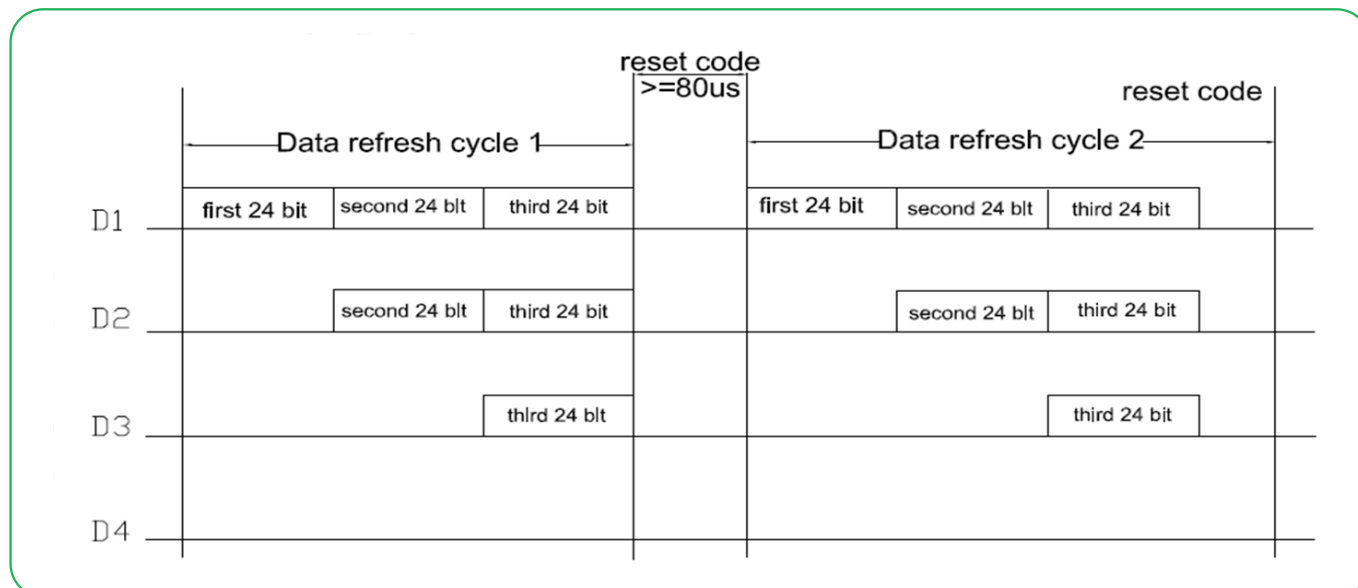 reset code
>=80us
reset code
Data refresh cycle 1
Data refresh cycle 2
D1
first 24 bit
second 24 blt
third 24 bit
first 24 bit
second 24 blt
third 24 bit
D2
second 24 blt
third 24 bit
second 24 blt
third 24 bit
D3
thlrd 24 blt
third 24 bit
D4